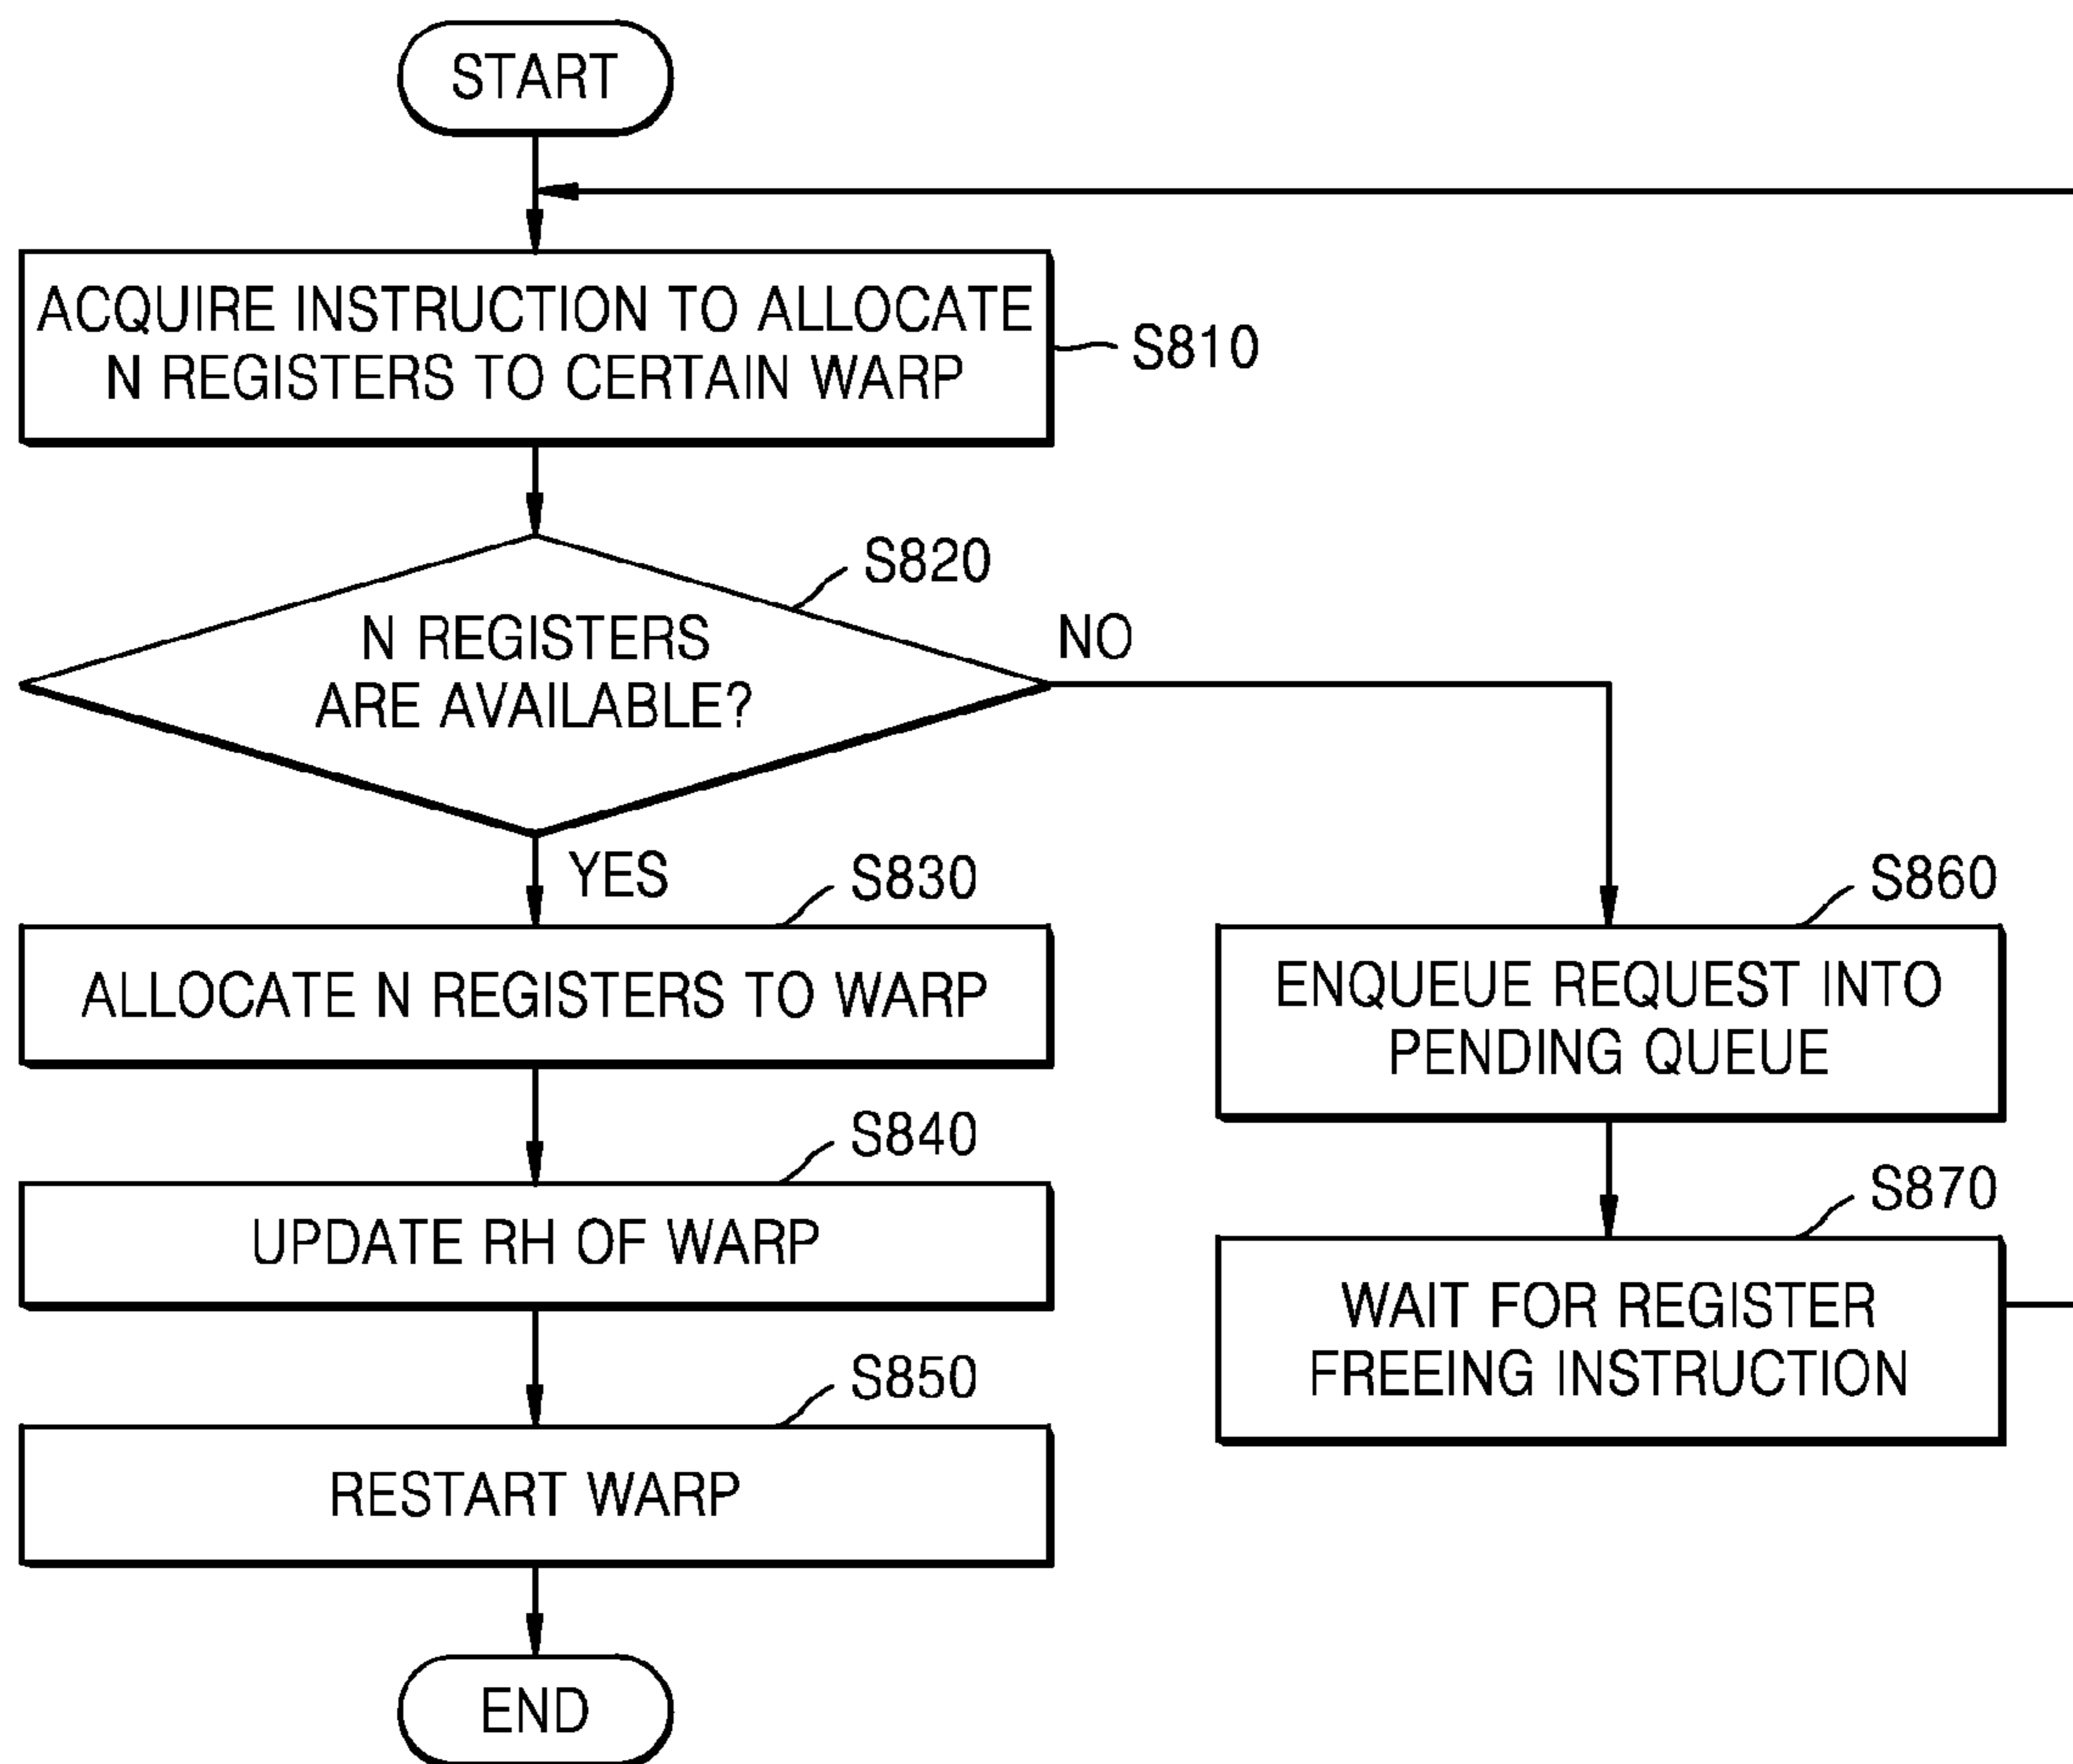 START
ACQUIRE INSTRUCTION TO ALLOCATE
N REGISTERS TO CERTAIN WARP
S810
S820
N REGISTERS
ARE AVAILABLE?
NO
YES
S830
ALLOCATE N REGISTERS TO WARP
S840
UPDATE RH OF WARP
S850
RESTART WARP
END
S860
ENQUEUE REQUEST INTO
PENDING QUEUE
S870
WAIT FOR REGISTER
FREEING INSTRUCTION